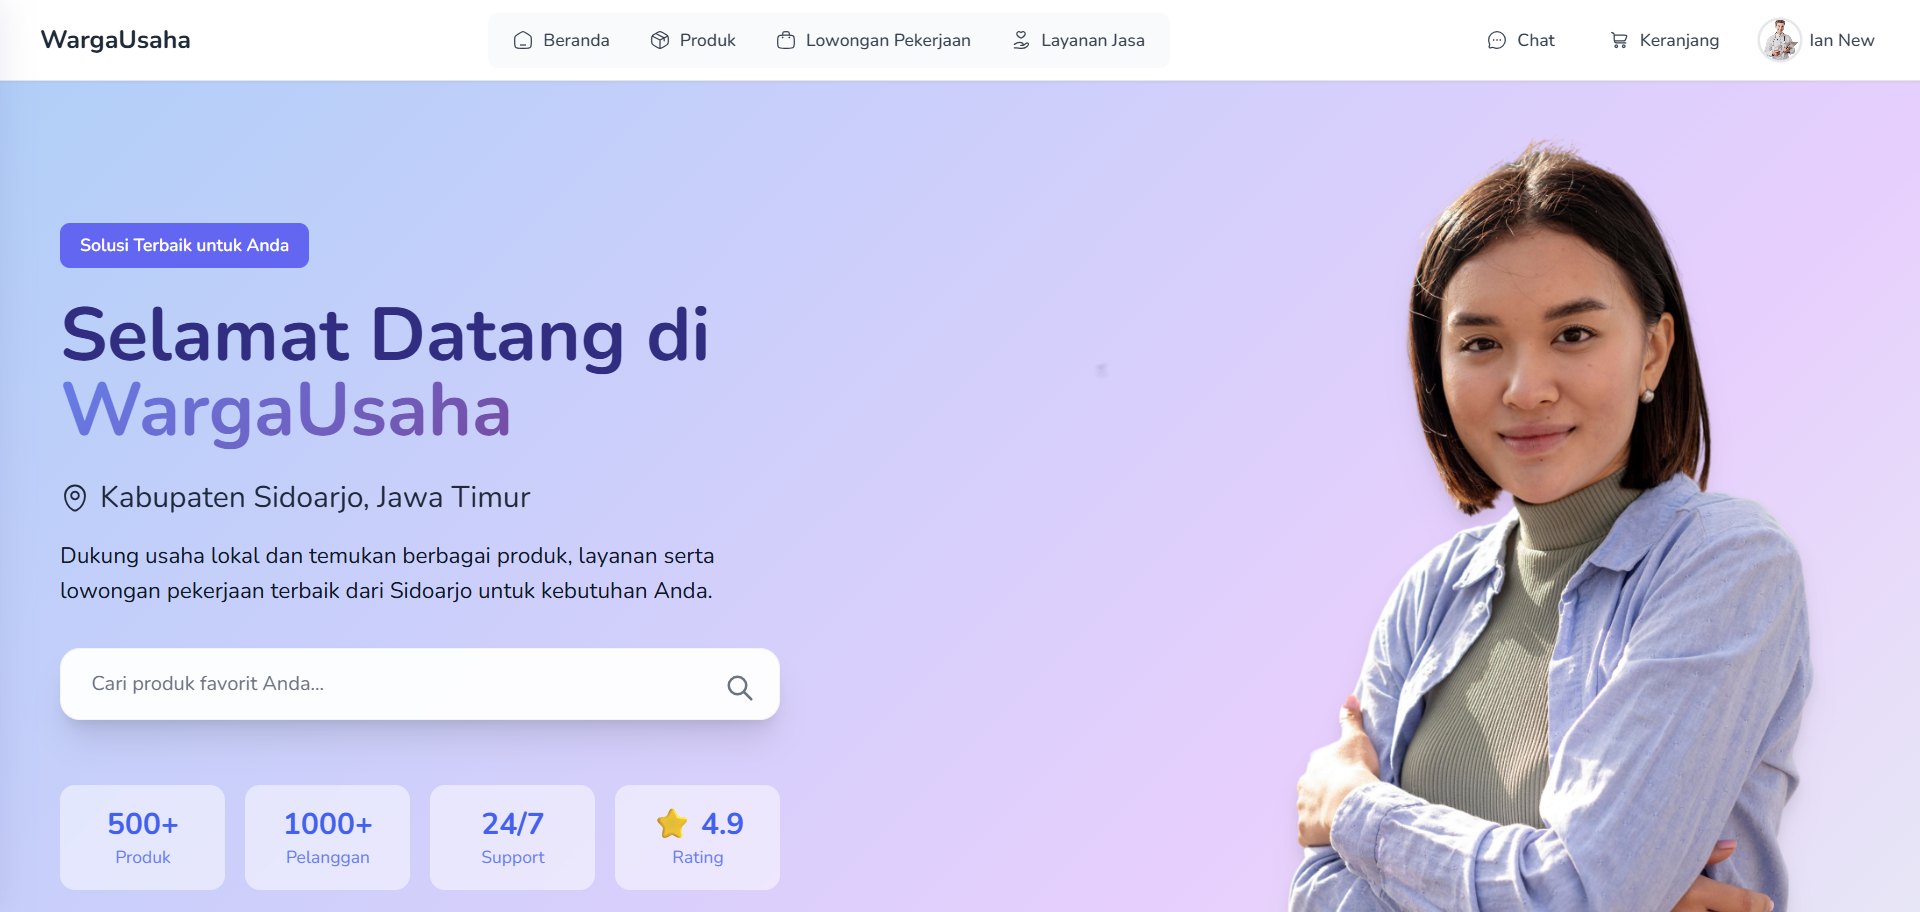 WargaUsaha
Beranda
Produk
Lowongan Pekerjaan
Layanan Jasa
Chat
Keranjang
Ian New
Solusi Terbaik untuk Anda
Selamat Datang di
WargaUsaha
Kabupaten Sidoarjo, Jawa Timur
Dukung usaha lokal dan temukan berbagai produk, layanan serta
lowongan pekerjaan terbaik dari Sidoarjo untuk kebutuhan Anda.
Cari produk favorit Anda...
500+
Produk
1000+
Pelanggan
24/7
Support
4.9
Rating